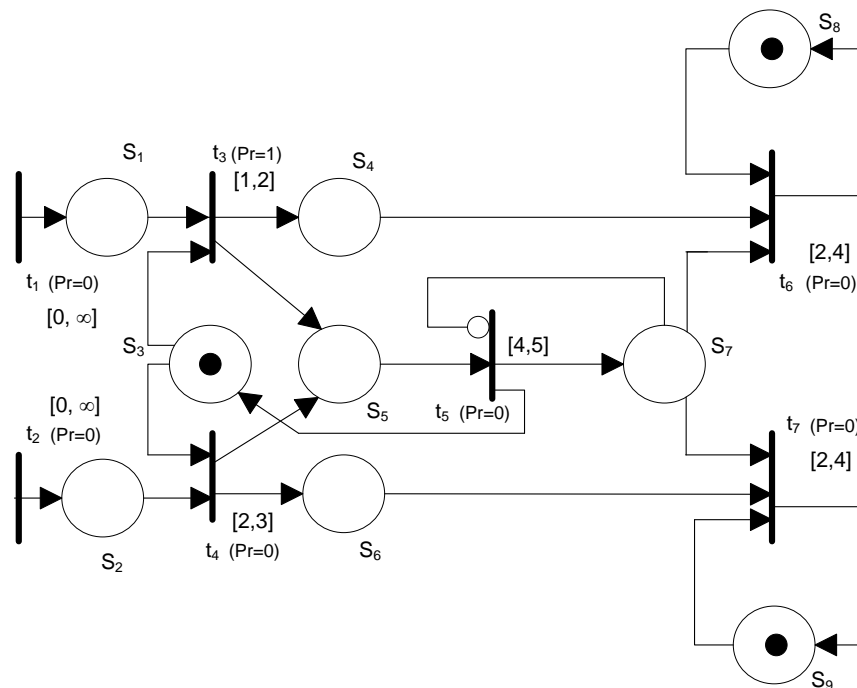 S8
S1
t3 (Pr=1)
S4
[1,2]
[2,4]
t1 (Pr=0)
t6 (Pr=0)
[0, ∞]
S3
[4,5]
S7
[0, ∞]
S5
t5 (Pr=0)
t2 (Pr=0)
t7 (Pr=0)
[2,4]
[2,3]
S2
t4 (Pr=0)
S6
S9